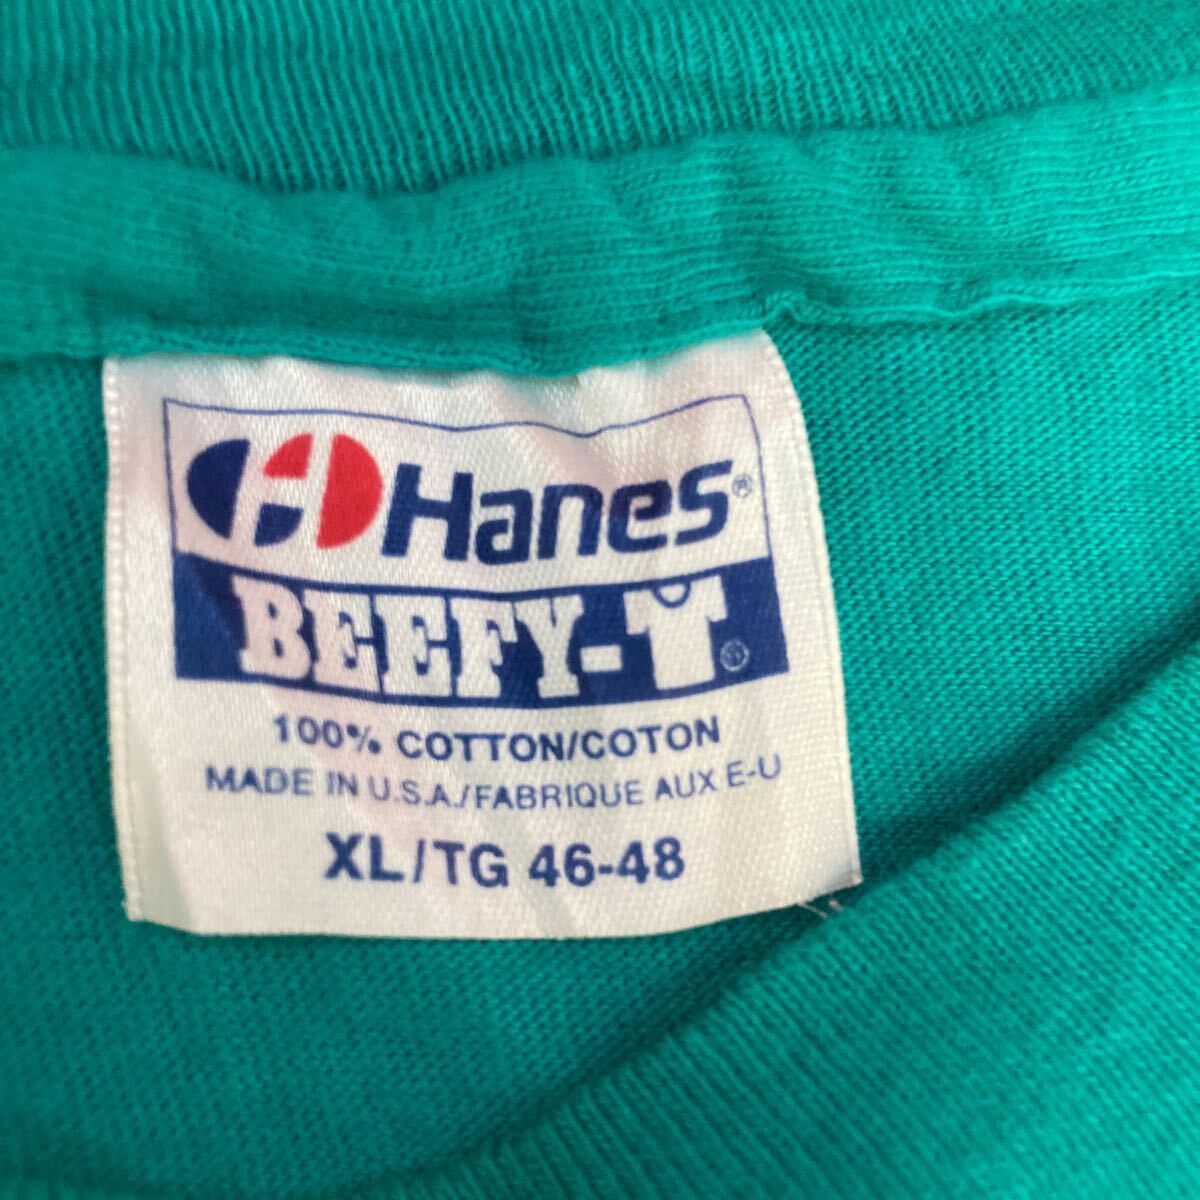 Hanes®
BEEFY-T®
100% COTTON/COTON
MADE IN U.S.A./FABRIQUE AUX E-U
XL/TG 46-48